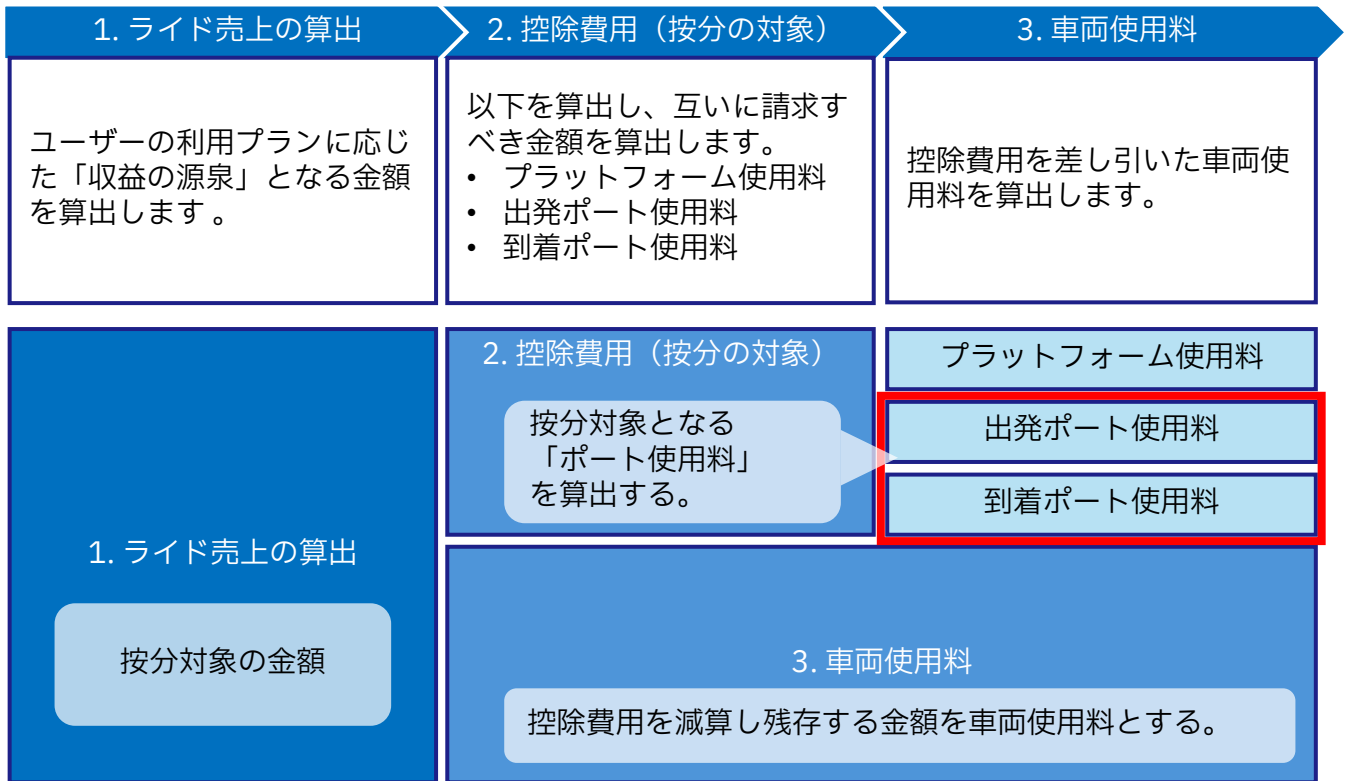 1. ライド売上の算出
2. 控除費用（按分の対象）
3. 車両使用料
ユーザーの利用プランに応じ
た「収益の源泉」となる金額
を算出します 。
以下を算出し、互いに請求す
べき金額を算出します。
• プラットフォーム使用料
• 出発ポート使用料
• 到着ポート使用料
控除費用を差し引いた車両使
用料を算出します。
1. ライド売上の算出
按分対象の金額
2. 控除費用（按分の対象）
按分対象となる
「ポート使用料」
を算出する。
プラットフォーム使用料
出発ポート使用料
到着ポート使用料
3. 車両使用料
控除費用を減算し残存する金額を車両使用料とする。